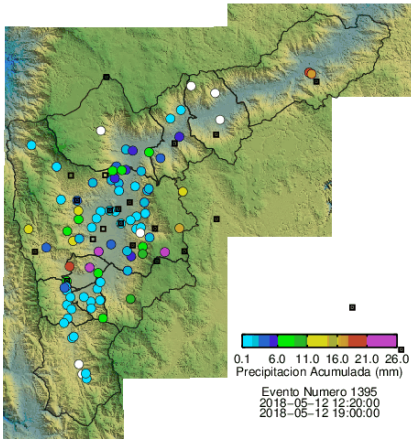 0.1 6.0 11.0 16.0 21.0 26.0
Precipitacion Acumulada (mm)
Evento Numero 1395
2018-05-12 12:20:00
2018-05-12 19:00:00